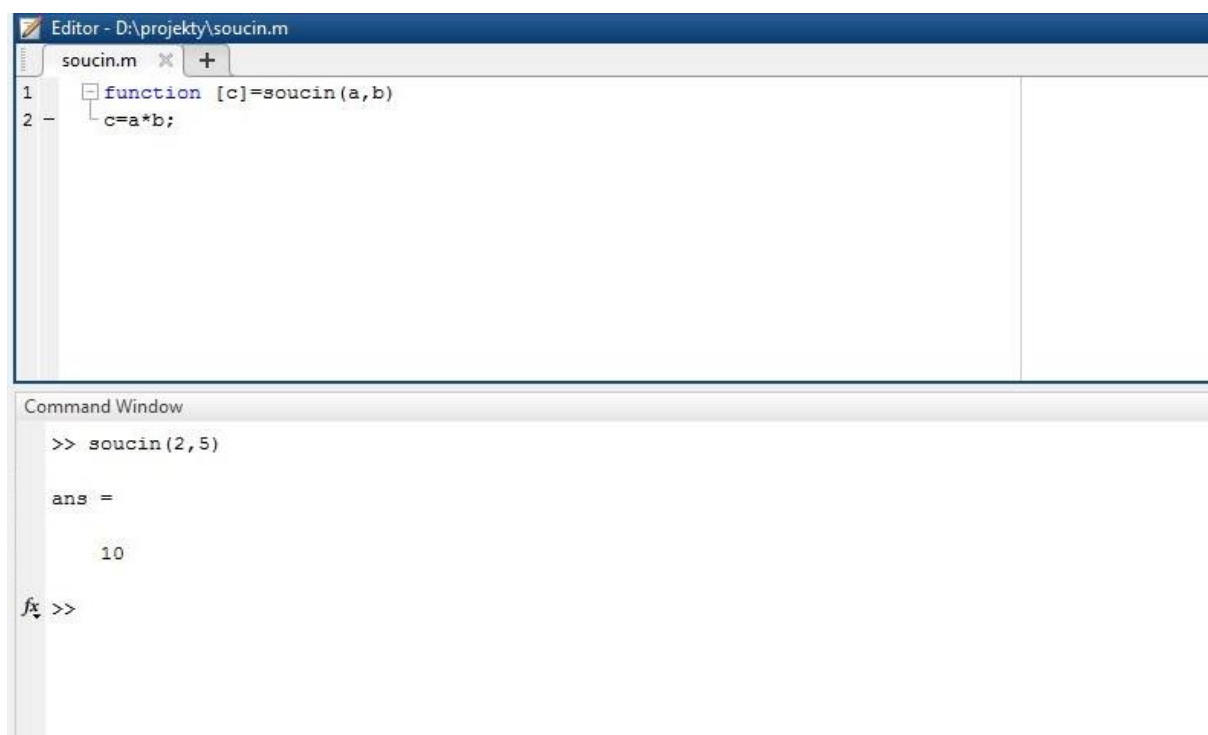 Editor - D:\projekty\soucin.m
soucin.m × +
1 function [c]=soucin(a,b)
2 - c=a*b;
Command Window
>> soucin(2,5)
ans =
10
fx >>